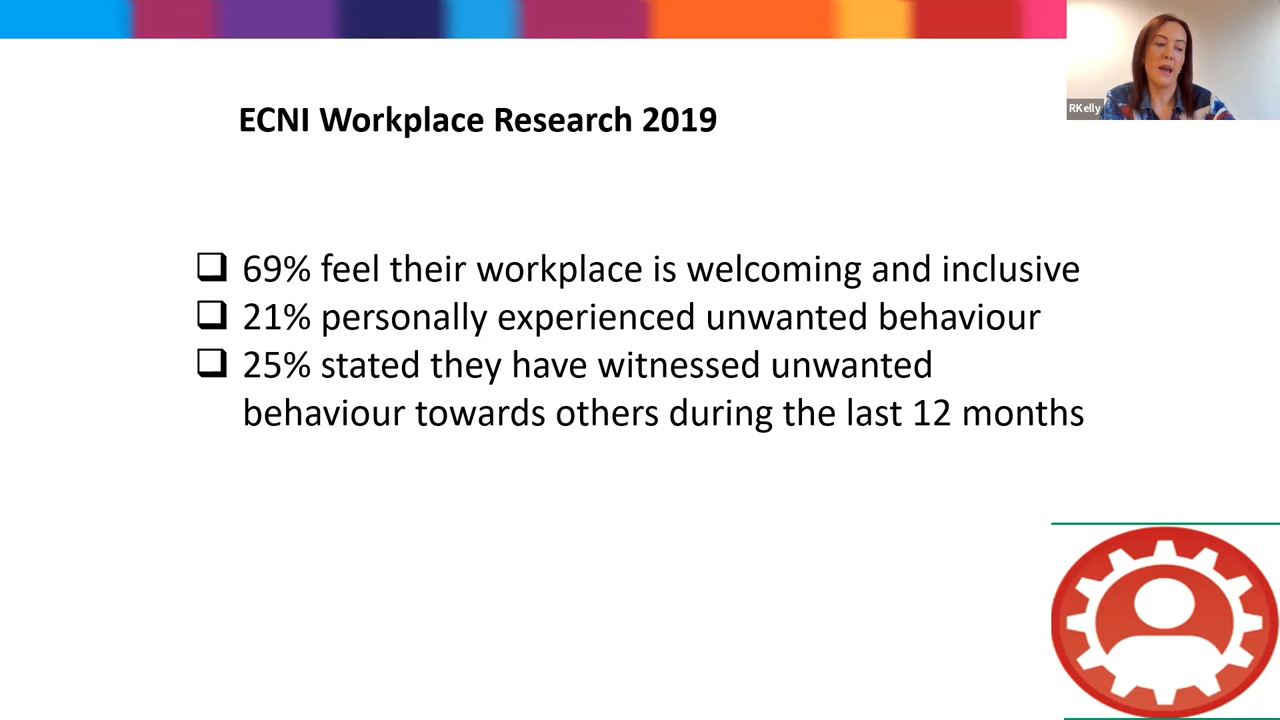 RKelly
ECNI Workplace Research 2019
69% feel their workplace is welcoming and inclusive
21% personally experienced unwanted behaviour
25% stated they have witnessed unwanted
behaviour towards others during the last 12 months